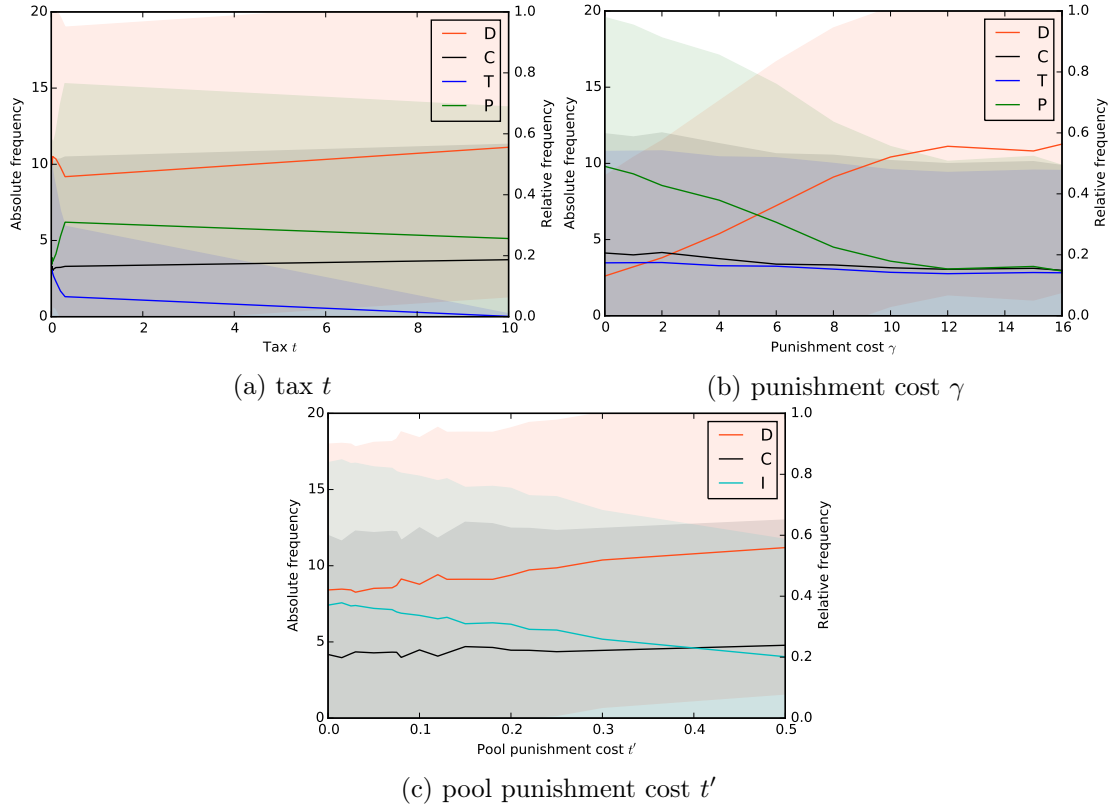 20
15
10
5
0
Absolute frequency
0 2 4 6 8 10
Tax t
1.0
0.8
0.6
0.4
0.2
0.0
Relative frequency
D
C
T
P
(a) tax t
20
15
10
5
0
Absolute frequency
0 2 4 6 8 10 12 14 16
Punishment cost γ
1.0
0.8
0.6
0.4
0.2
0.0
Relative frequency
D
C
T
P
(b) punishment cost γ
20
15
10
5
0
Absolute frequency
0.0 0.1 0.2 0.3 0.4 0.5
Pool punishment cost t′
1.0
0.8
0.6
0.4
0.2
0.0
Relative frequency
D
C
I
(c) pool punishment cost t′